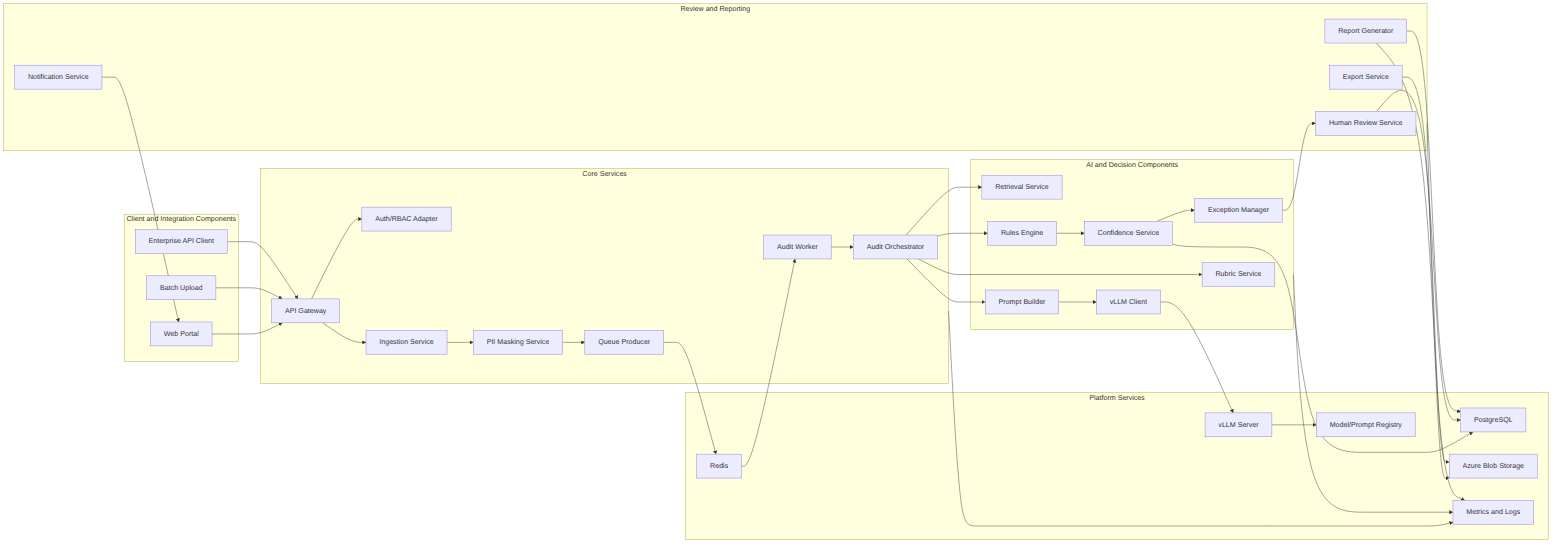 Review and Reporting
Report Generator
Notification Service
Export Service
Human Review Service
Client and Integration Components
Enterprise API Client
Batch Upload
Web Portal
Core Services
Auth/RBAC Adapter
Audit Worker
Audit Orchestrator
API Gateway
Ingestion Service
PII Masking Service
Queue Producer
AI and Decision Components
Retrieval Service
Exception Manager
Rules Engine
Confidence Service
Rubric Service
Prompt Builder
vLLM Client
Platform Services
vLLM Server
Model/Prompt Registry
PostgreSQL
Redis
Azure Blob Storage
Metrics and Logs